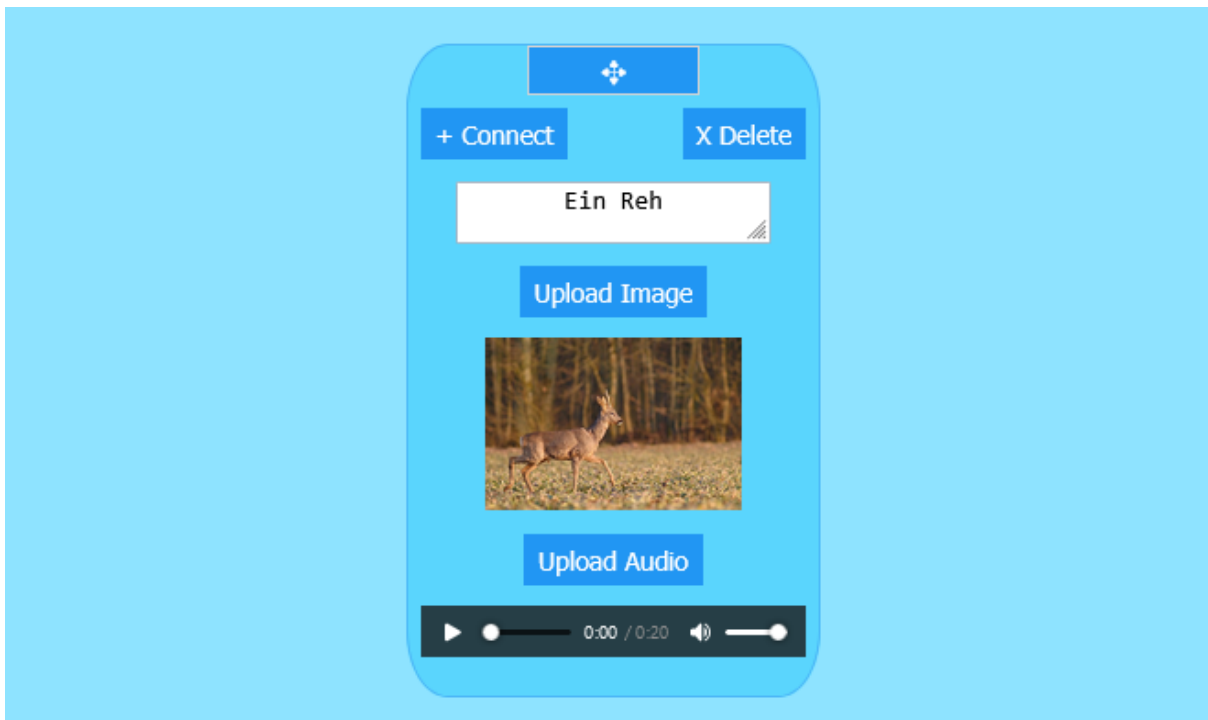 + Connect
X Delete
Ein Reh
Upload Image
Upload Audio
0:00 / 0:20